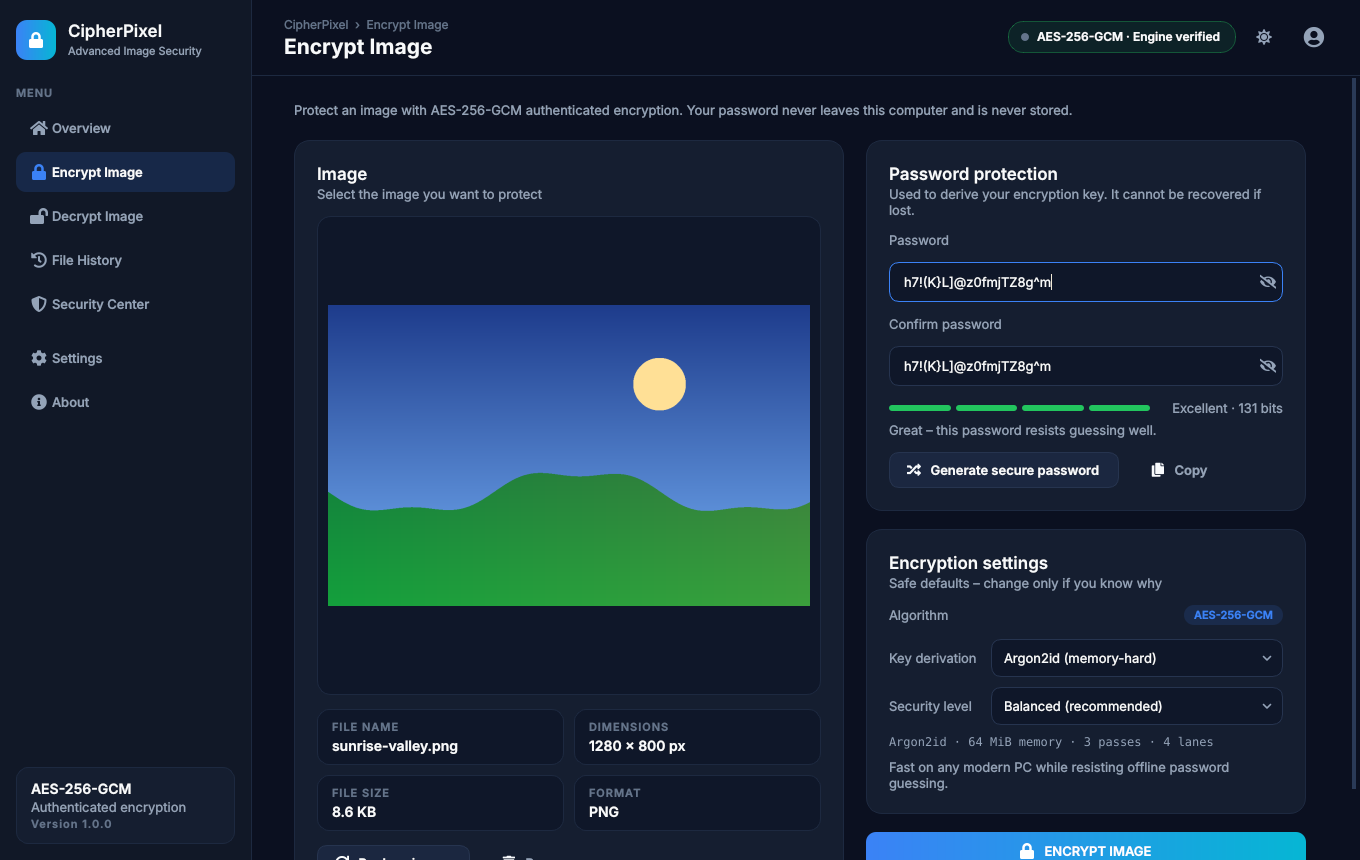 CipherPixel
Advanced Image Security
MENU
Overview
Encrypt Image
Decrypt Image
File History
Security Center
Settings
About
AES-256-GCM
Authenticated encryption
Version 1.0.0
CipherPixel › Encrypt Image
Encrypt Image
AES-256-GCM · Engine verified
Protect an image with AES-256-GCM authenticated encryption. Your password never leaves this computer and is never stored.
Image
Select the image you want to protect
FILE NAME
sunrise-valley.png
DIMENSIONS
1280 × 800 px
FILE SIZE
8.6 KB
FORMAT
PNG
Password protection
Used to derive your encryption key. It cannot be recovered if
lost.
Password
h7!(K}L]@z0fmjTZ8g^m
Confirm password
h7!(K}L]@z0fmjTZ8g^m
Excellent · 131 bits
Great – this password resists guessing well.
Generate secure password
Copy
Encryption settings
Safe defaults – change only if you know why
Algorithm
AES-256-GCM
Key derivation
Argon2id (memory-hard)
Security level
Balanced (recommended)
Argon2id · 64 MiB memory · 3 passes · 4 lanes
Fast on any modern PC while resisting offline password
guessing.
ENCRYPT IMAGE